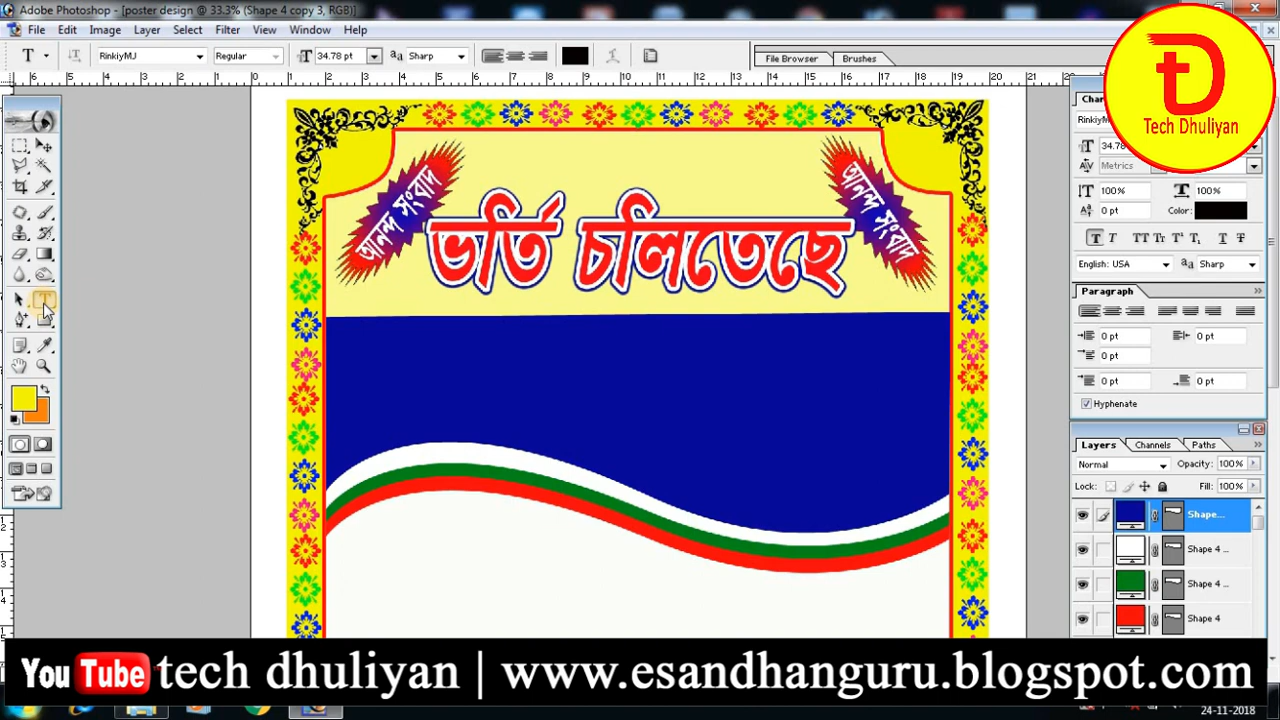 Adobe Photoshop - [poster design @ 33.3% (Shape 4 copy 3, RGB)]
File Edit Image Layer Select Filter View Window Help
RinkiyMJ Regular 34.78 pt aa Sharp File Browser Brushes
Tech Dhuliyan
আনন্দ সংবাদ
আনন্দ সংবাদ
ভর্তি চলিতেছে
Metrics
100% 100%
0 pt Color:
English: USA aa Sharp
Paragraph
0 pt 0 pt
0 pt
0 pt 0 pt
Hyphenate
Layers Channels Paths
Normal Opacity: 100%
Lock: Fill: 100%
Shape...
Shape 4 ...
Shape 4 ...
Shape 4
You Tube tech dhuliyan | www.esandhanguru.blogspot.com
24-11-2018